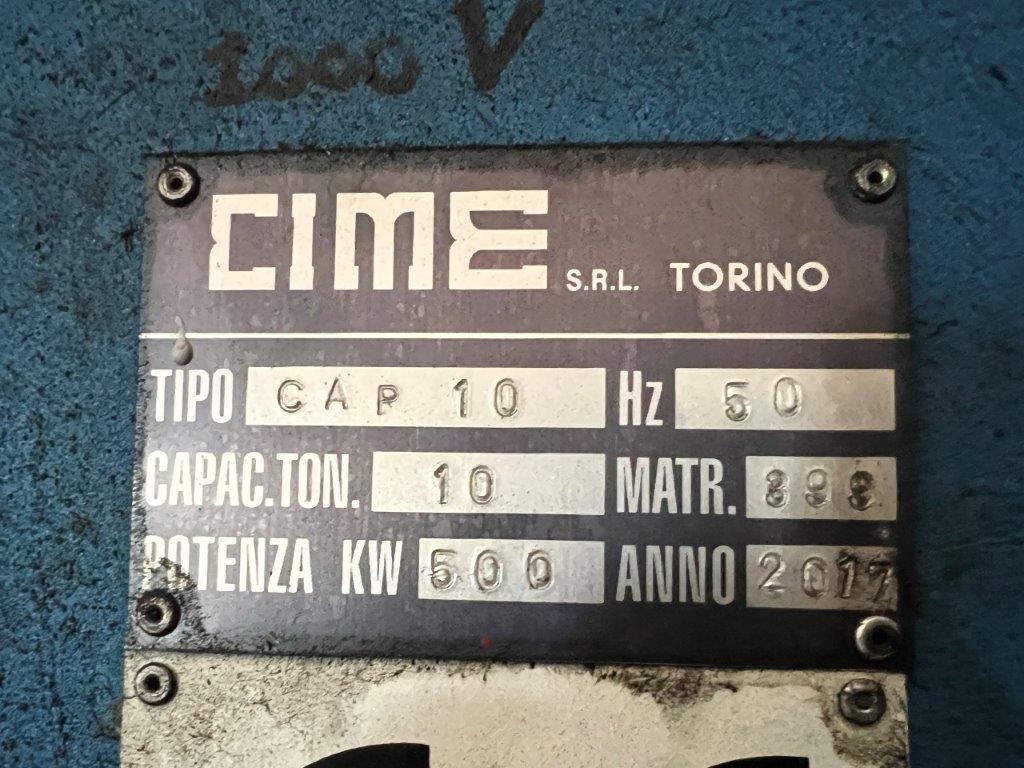 1000 V
CIME S.R.L. TORINO
TIPO CAP 10 Hz 50
CAPAC.TON. 10 MATR. 898
POTENZA KW 500 ANNO 2017